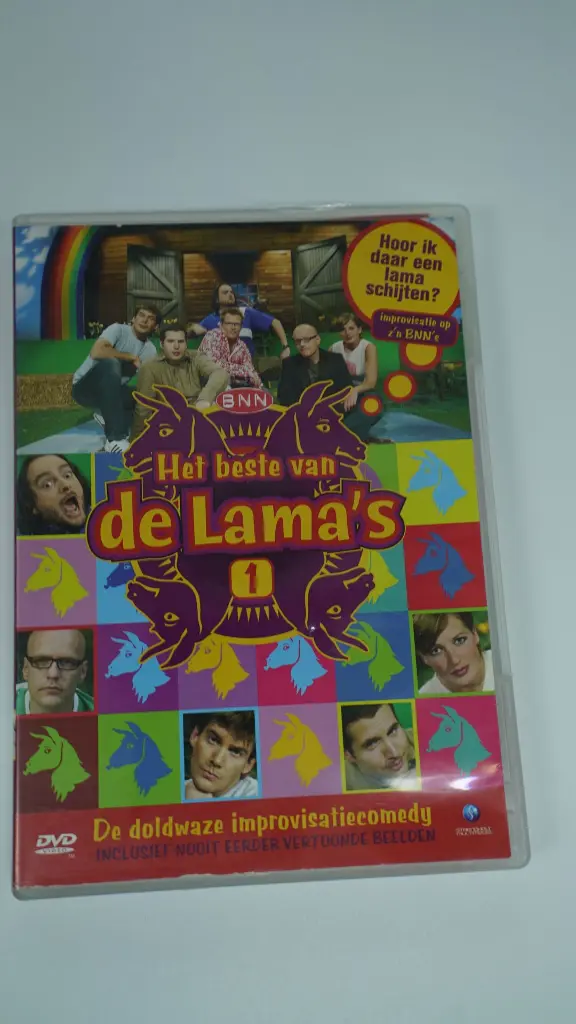 Hoor ik
daar een
lama
schijten?
improvisatie op
z'n BNN's
BNN
Het beste van
de Lama's
1
De doldwaze improvisatiecomedy
INCLUSIEF NOOIT EERDER VERTOONDE BEELDEN
DVD
VIDEO